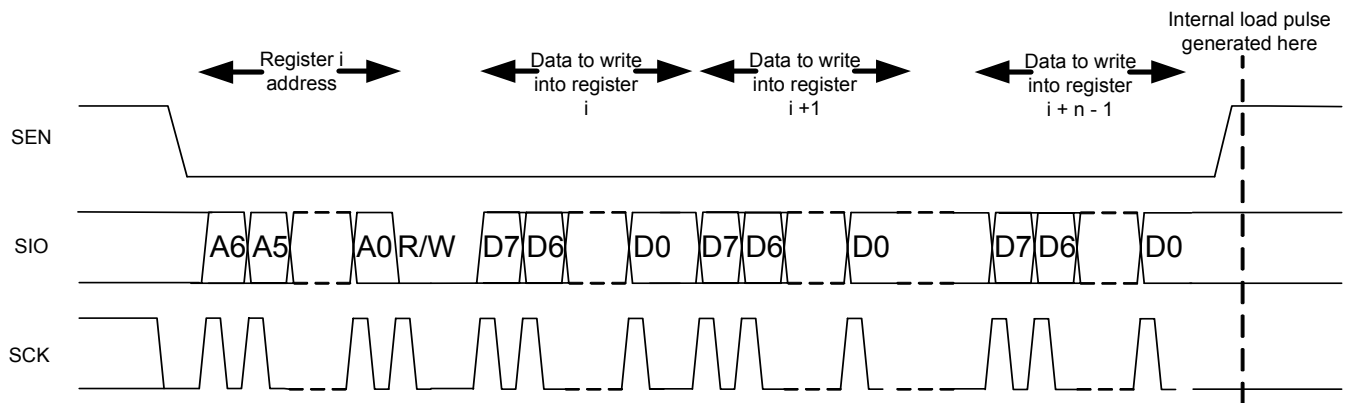 Internal load pulse
generated here
Register i
address
Data to write
into register
i
Data to write
into register
i +1
Data to write
into register
i + n - 1
SEN
SIO
A6 A5 A0 R/W D7 D6 D0 D7 D6 D0 D7 D6 D0
SCK